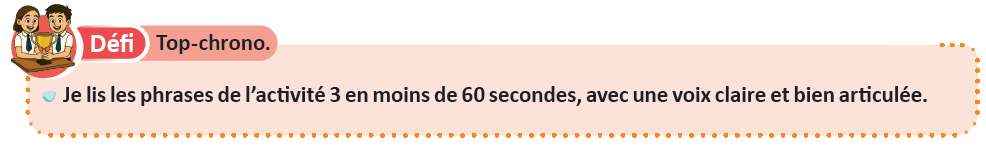 Défi Top-chrono.
Je lis les phrases de l’activité 3 en moins de 60 secondes, avec une voix claire et bien articulée.